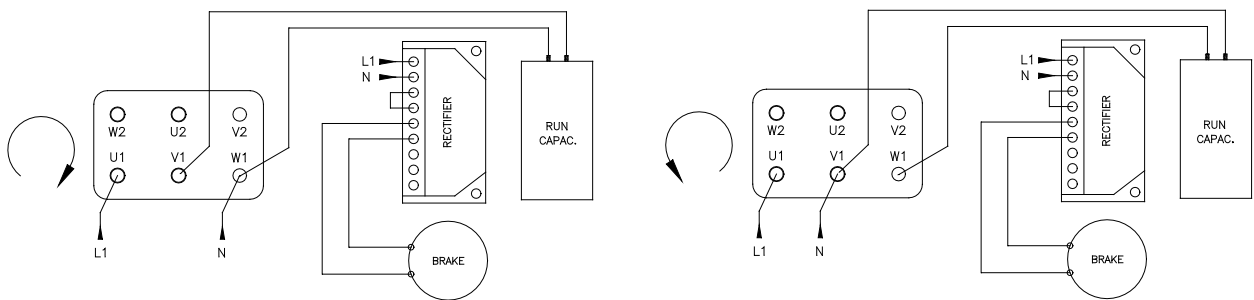 L1
N
W2 U2 V2
U1 V1 W1
L1
N
RECTIFIER
RUN
CAPAC.
BRAKE
L1
N
W2 U2 V2
U1 V1 W1
L1
N
RECTIFIER
RUN
CAPAC.
BRAKE